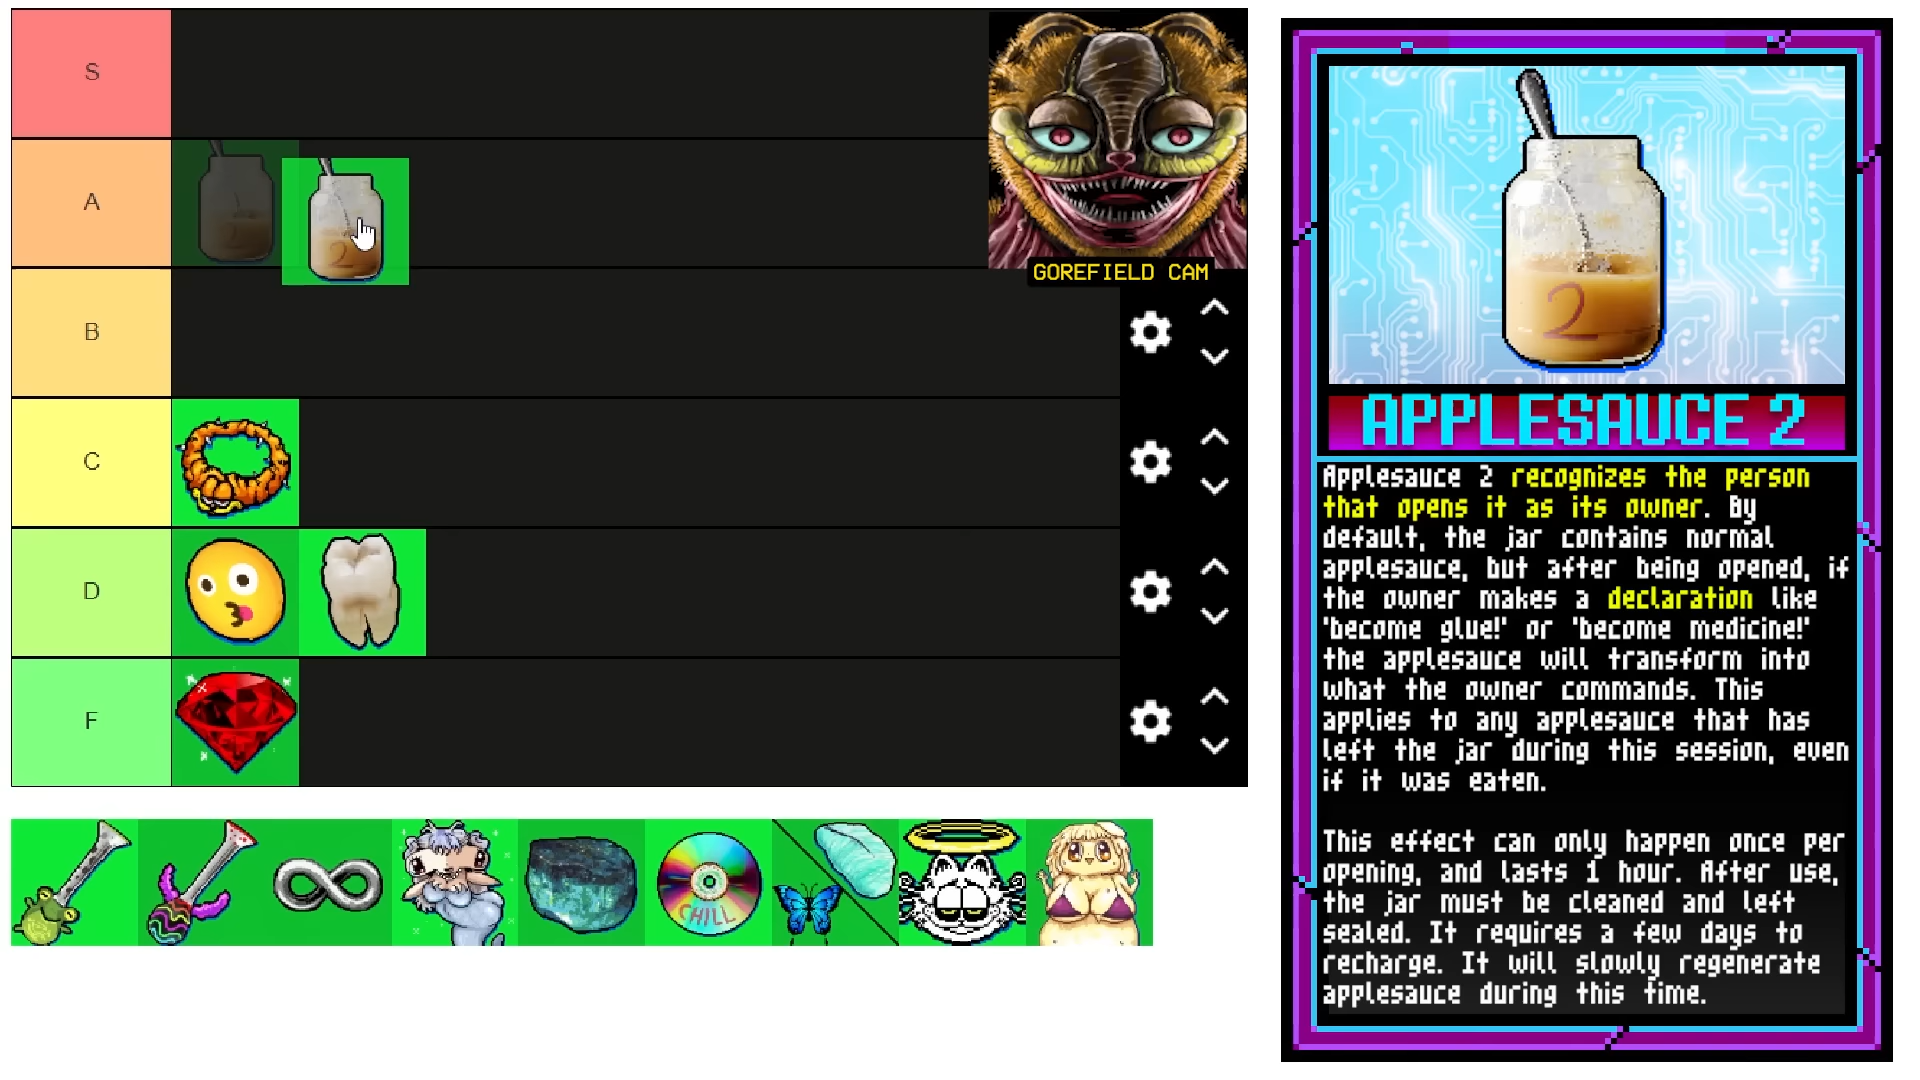 S
A
B
C
D
F
GOREFIELD CAM
2
CHILL
2
APPLESAUCE 2
Applesauce 2 recognizes the person
that opens it as its owner. By
default, the jar contains normal
applesauce, but after being opened, if
the owner makes a declaration like
'become glue!' or 'become medicine!'
the applesauce will transform into
what the owner commands. This
applies to any applesauce that has
left the jar during this session, even
if it was eaten.
This effect can only happen once per
opening, and lasts 1 hour. After use,
the jar must be cleaned and left
sealed. It requires a few days to
recharge. It will slowly regenerate
applesauce during this time.